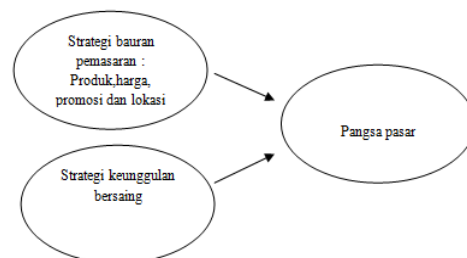 Strategi bauran
pemasaran :
Produk,harga,
promosi dan lokasi
Pangsa pasar
Strategi keunggulan
bersaing